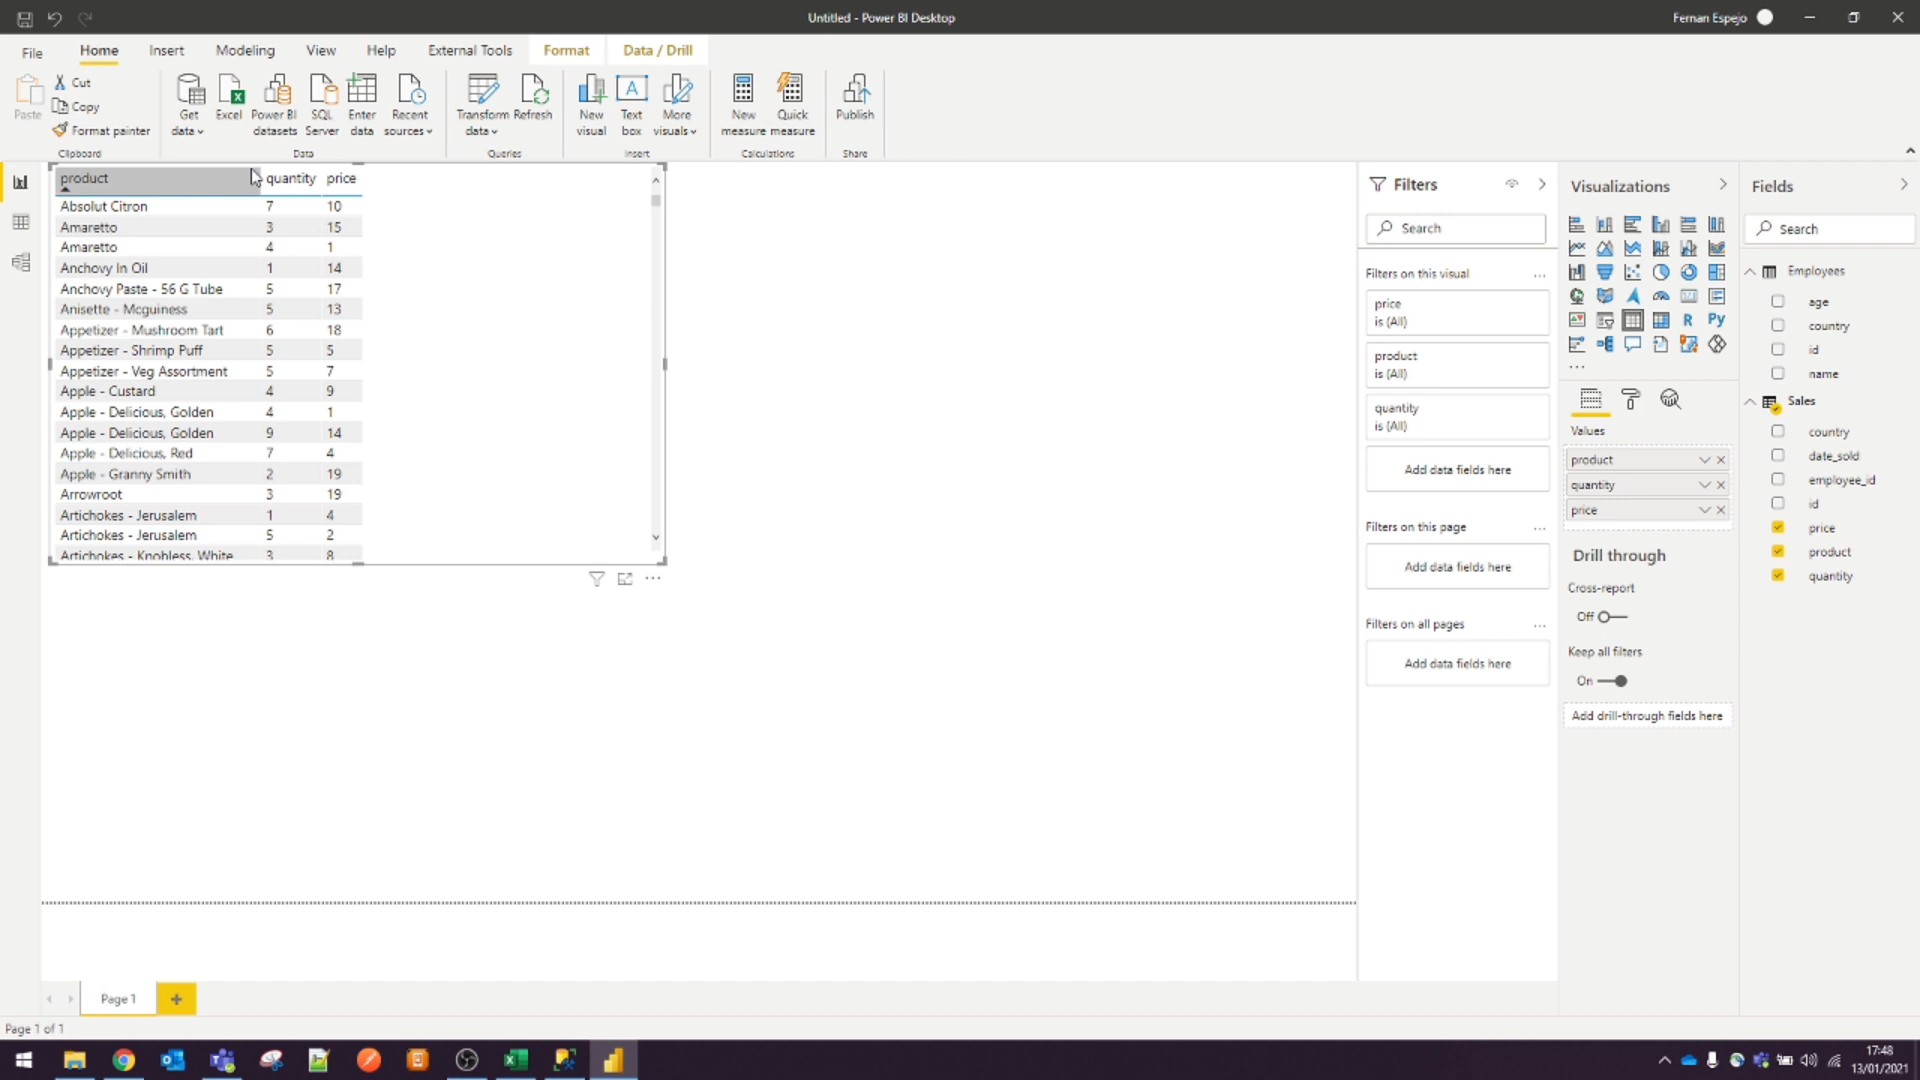 Untitled - Power BI Desktop
Fernan Espejo
File Home Insert Modeling View Help External Tools Format Data / Drill
Paste
Cut
Copy
Format painter
Clipboard
Get data
Excel
Power BI datasets
SQL Server
Enter data
Recent sources
Data
Transform data
Refresh
Queries
New visual
Text box
More visuals
Insert
New measure
Quick measure
Calculations
Publish
Share
product quantity price
Absolut Citron 7 10
Amaretto 3 15
Amaretto 4 1
Anchovy In Oil 1 14
Anchovy Paste - 56 G Tube 5 17
Anisette - Mcguiness 5 13
Appetizer - Mushroom Tart 6 18
Appetizer - Shrimp Puff 5 5
Appetizer - Veg Assortment 5 7
Apple - Custard 4 9
Apple - Delicious, Golden 4 1
Apple - Delicious, Golden 9 14
Apple - Delicious, Red 7 4
Apple - Granny Smith 2 19
Arrowroot 3 19
Artichokes - Jerusalem 1 4
Artichokes - Jerusalem 5 2
Artichokes - Knobless, White 3 8
Filters
Search
Filters on this visual
price
is (All)
product
is (All)
quantity
is (All)
Add data fields here
Filters on this page
Add data fields here
Filters on all pages
Add data fields here
Visualizations
R Py
Values
product
quantity
price
Drill through
Cross-report
Off
Keep all filters
On
Add drill-through fields here
Fields
Search
Employees
age
country
id
name
Sales
country
date_sold
employee_id
id
price
product
quantity
Page 1
Page 1 of 1
17:48
13/01/2021